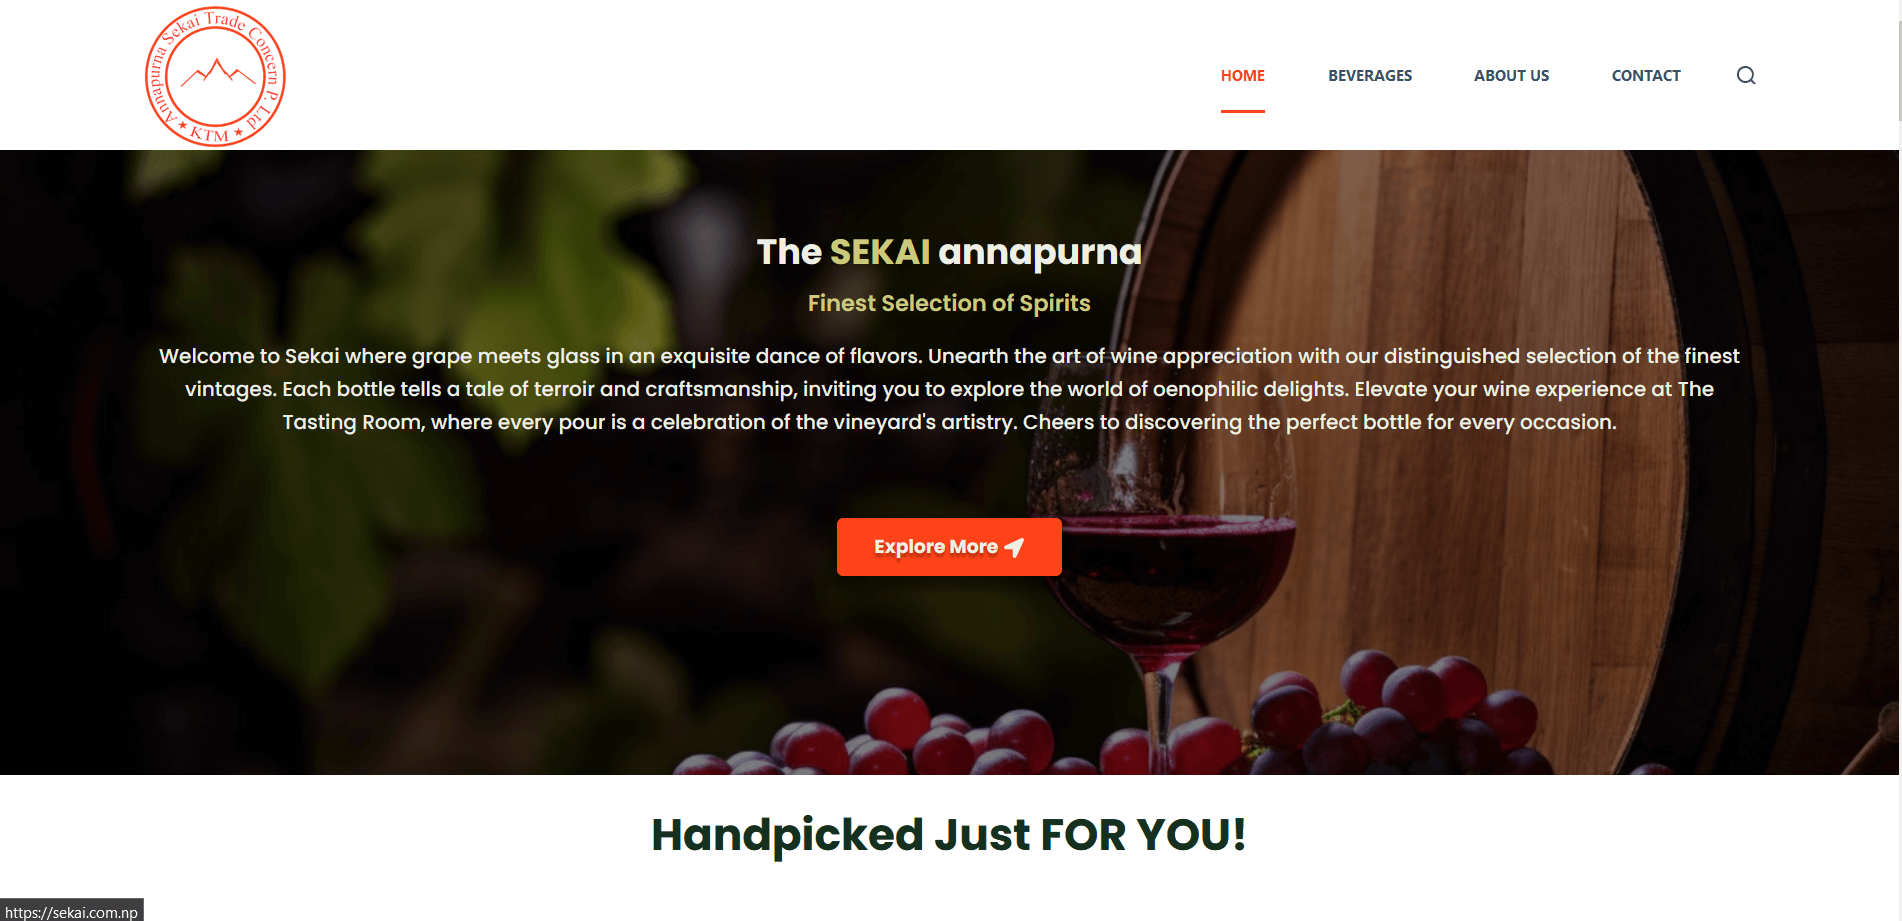 Annapurna Sekai Trade Concern P. Ltd
★ KTM ★
HOME
BEVERAGES
ABOUT US
CONTACT
The SEKAI annapurna
Finest Selection of Spirits
Welcome to Sekai where grape meets glass in an exquisite dance of flavors. Unearth the art of wine appreciation with our distinguished selection of the finest
vintages. Each bottle tells a tale of terroir and craftsmanship, inviting you to explore the world of oenophilic delights. Elevate your wine experience at The
Tasting Room, where every pour is a celebration of the vineyard's artistry. Cheers to discovering the perfect bottle for every occasion.
Explore More
Handpicked Just FOR YOU!
https://sekai.com.np